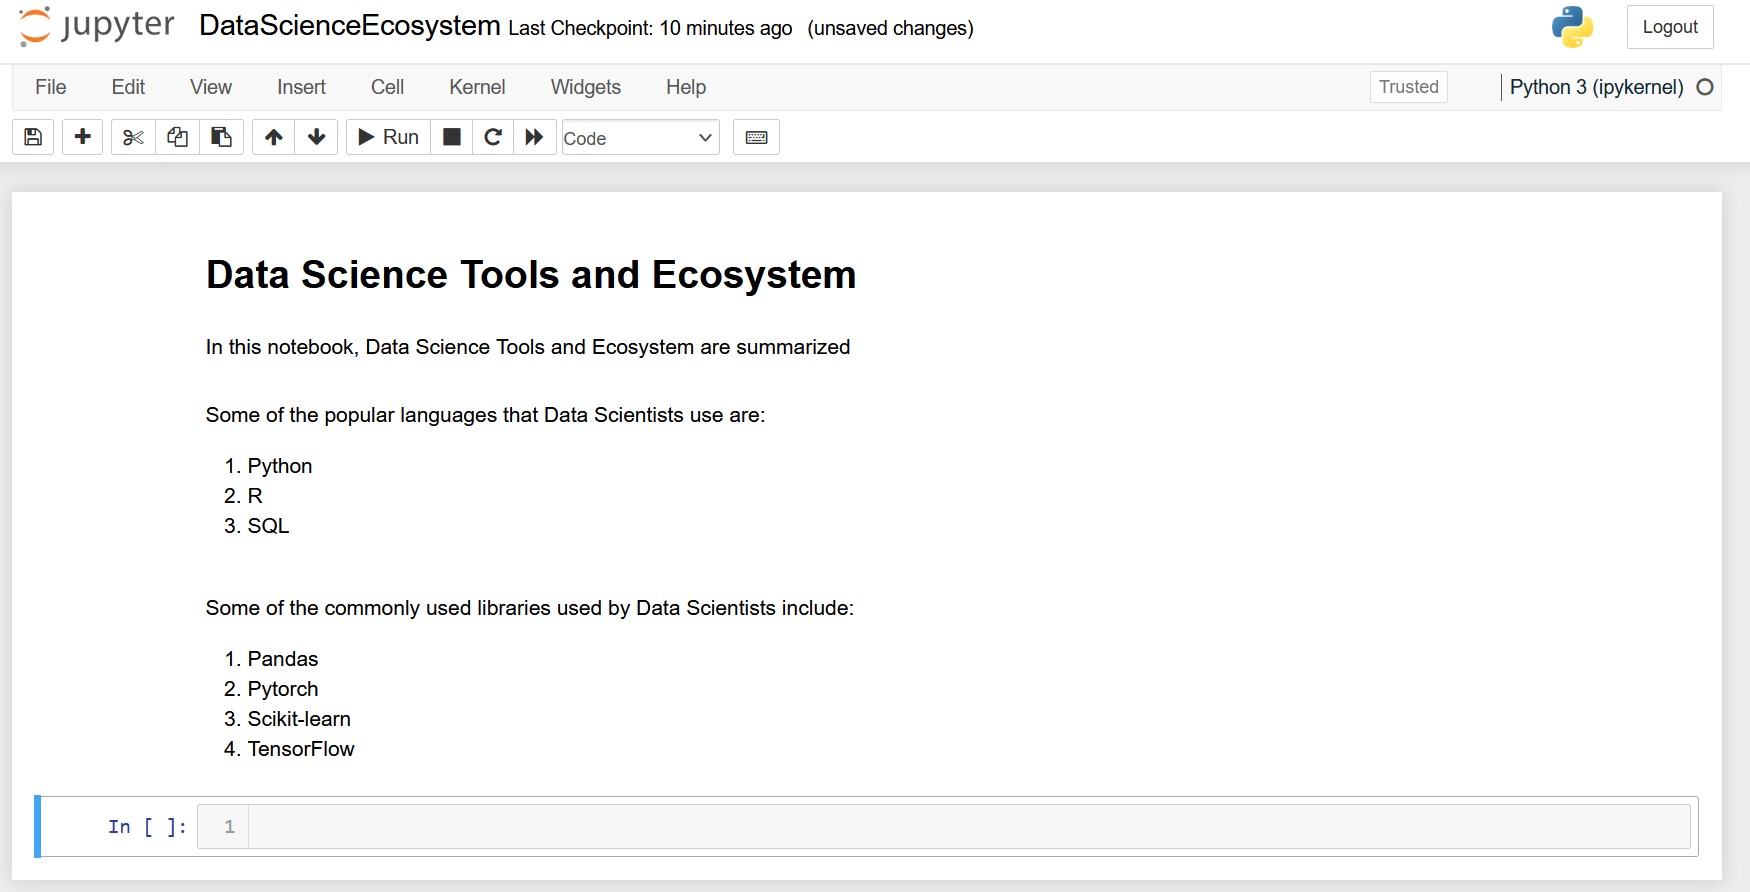 jupyter DataScienceEcosystem Last Checkpoint: 10 minutes ago (unsaved changes) Logout
File Edit View Insert Cell Kernel Widgets Help Trusted Python 3 (ipykernel)
Run Code
Data Science Tools and Ecosystem
In this notebook, Data Science Tools and Ecosystem are summarized
Some of the popular languages that Data Scientists use are:
1. Python
2. R
3. SQL
Some of the commonly used libraries used by Data Scientists include:
1. Pandas
2. Pytorch
3. Scikit-learn
4. TensorFlow
In [ ]: 1